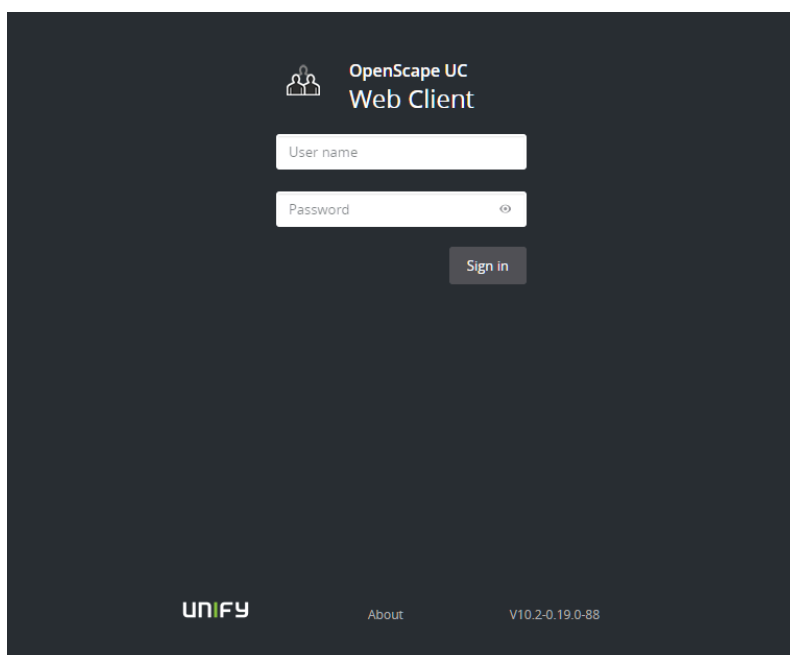 OpenScape UC
Web Client
User name
Password
Sign in
UNIFY
About
V10.2-0.19.0-88